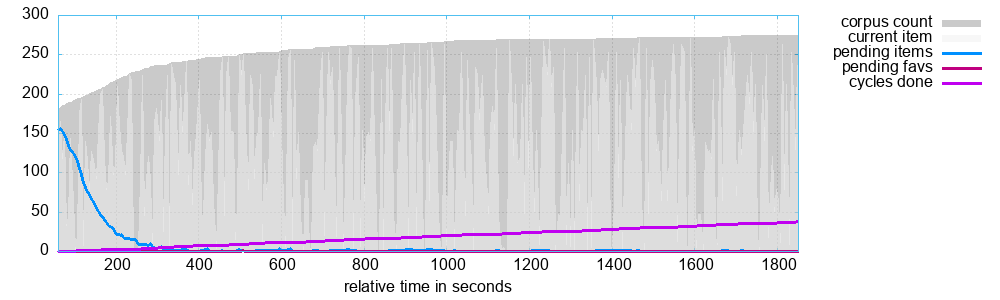 300
250
200
150
100
50
0
200 400 600 800 1000 1200 1400 1600 1800
relative time in seconds
corpus count
current item
pending items
pending favs
cycles done